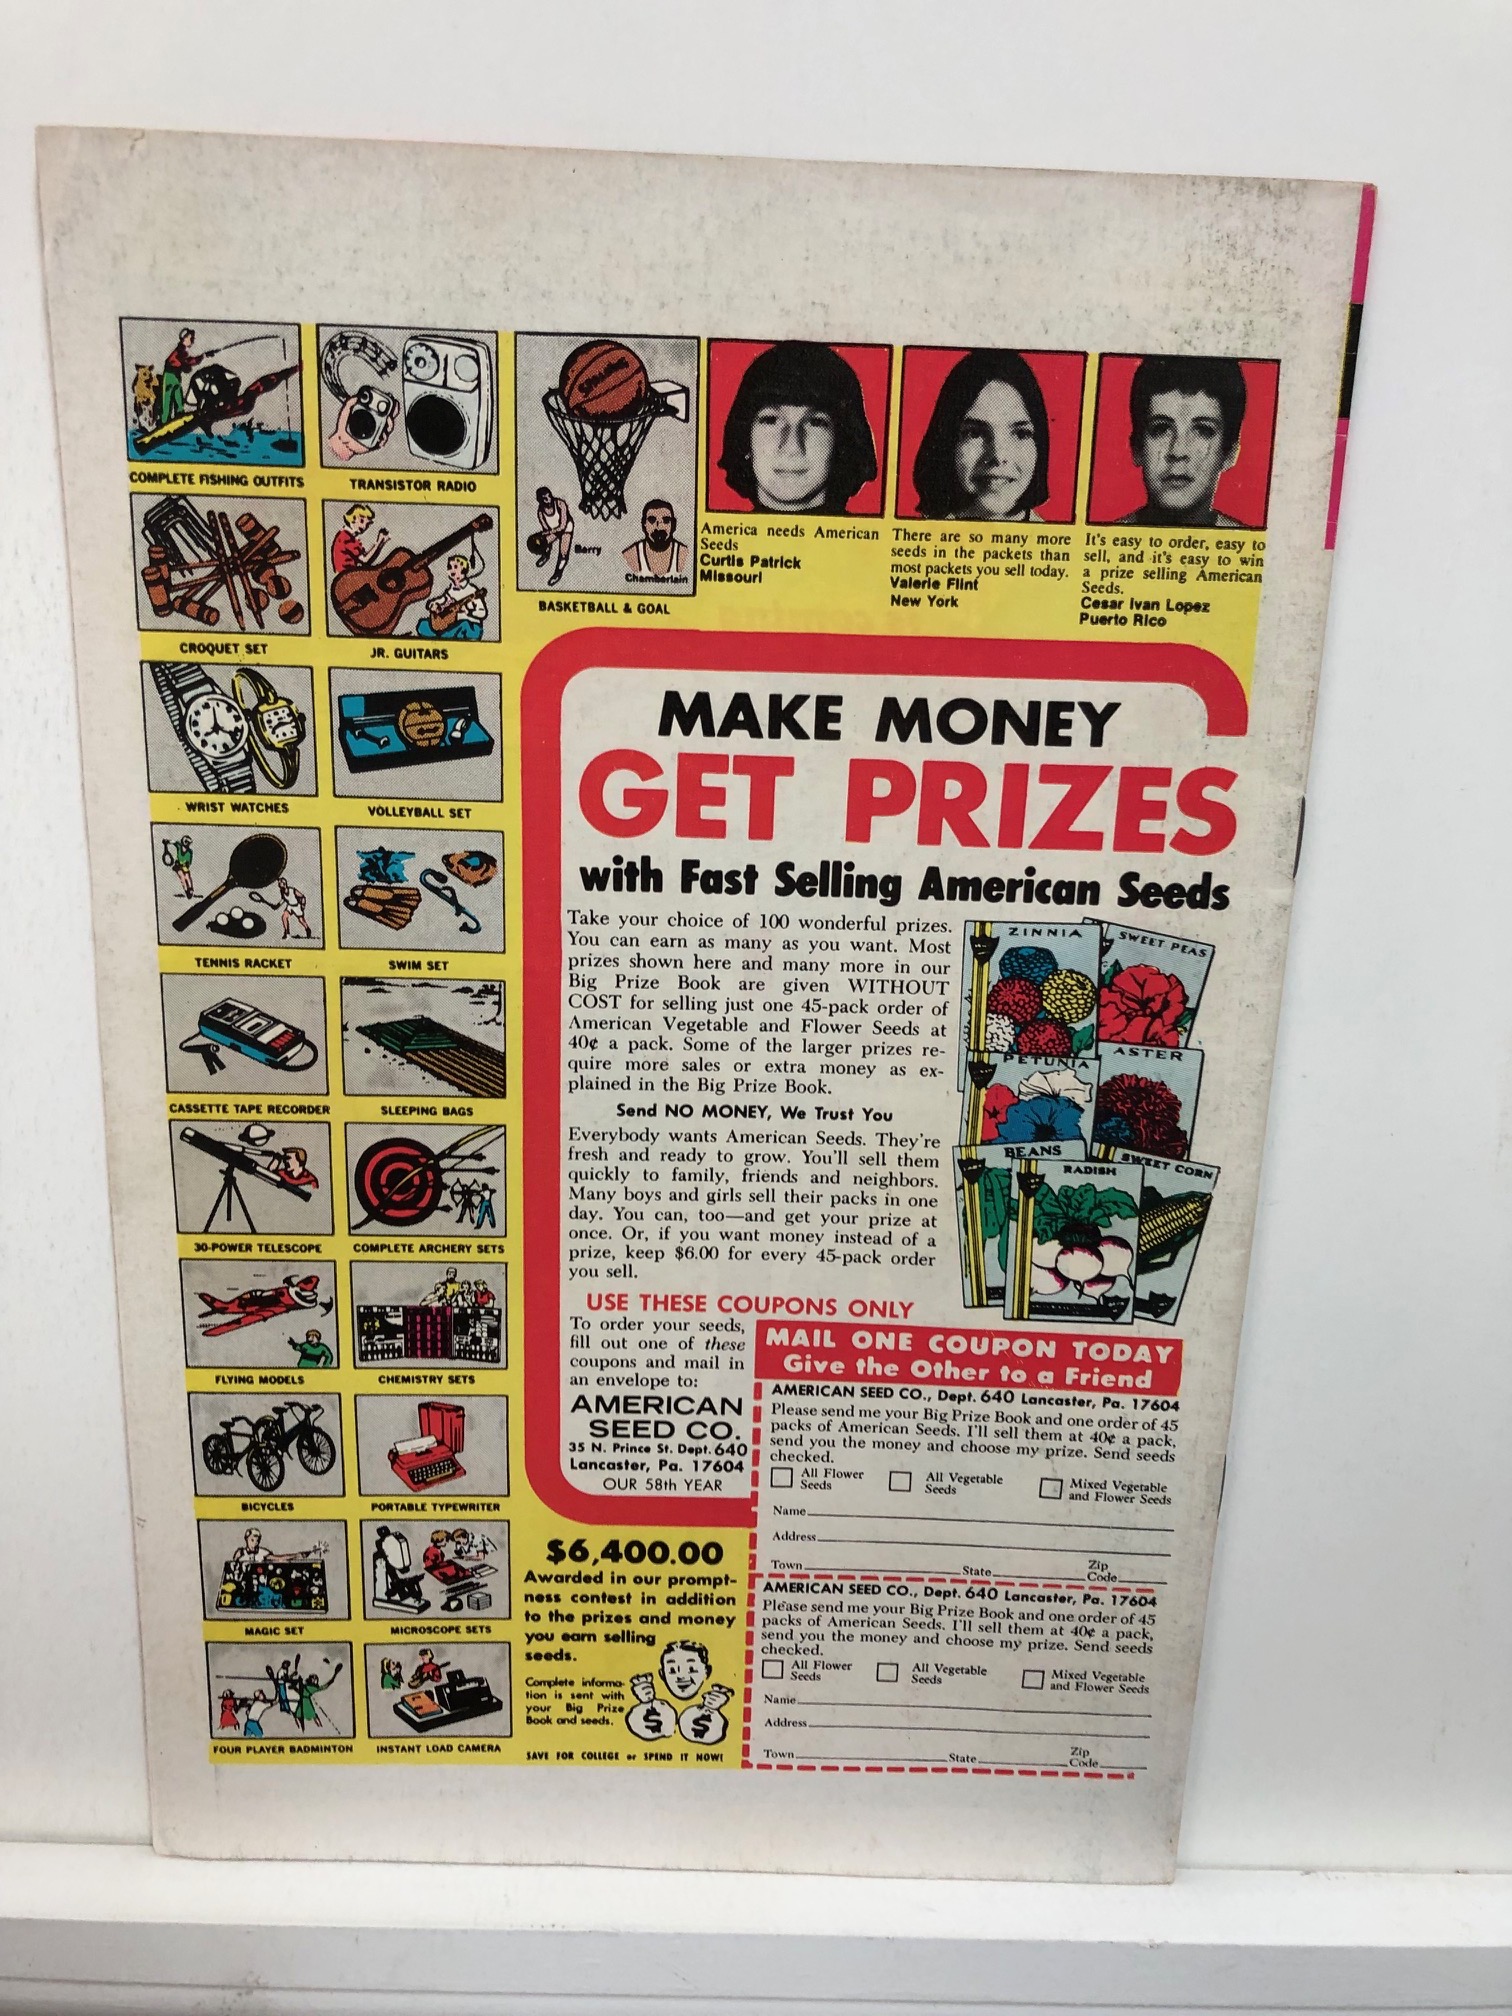 COMPLETE FISHING OUTFITS
TRANSISTOR RADIO
CROQUET SET
JR. GUITARS
WRIST WATCHES
VOLLEYBALL SET
TENNIS RACKET
SWIM SET
CASSETTE TAPE RECORDER
SLEEPING BAGS
30-POWER TELESCOPE
COMPLETE ARCHERY SETS
FLYING MODELS
CHEMISTRY SETS
BICYCLES
PORTABLE TYPEWRITER
MAGIC SET
MICROSCOPE SETS
FOUR PLAYER BADMINTON
INSTANT LOAD CAMERA
Barry
Chamberlain
BASKETBALL & GOAL
America needs American
Seeds
Curtis Patrick
Missouri
There are so many more
seeds in the packets than
most packets you sell today.
Valerie Flint
New York
It's easy to order, easy to
sell, and it's easy to win
a prize selling American
Seeds.
Cesar Ivan Lopez
Puerto Rico
MAKE MONEY
GET PRIZES
with Fast Selling American Seeds
Take your choice of 100 wonderful prizes.
You can earn as many as you want. Most
prizes shown here and many more in our
Big Prize Book are given WITHOUT
COST for selling just one 45-pack order of
American Vegetable and Flower Seeds at
40¢ a pack. Some of the larger prizes re-
quire more sales or extra money as ex-
plained in the Big Prize Book.
Send NO MONEY, We Trust You
Everybody wants American Seeds. They're
fresh and ready to grow. You'll sell them
quickly to family, friends and neighbors.
Many boys and girls sell their packs in one
day. You can, too—and get your prize at
once. Or, if you want money instead of a
prize, keep $6.00 for every 45-pack order
you sell.
ZINNIA
SWEET PEAS
PETUNIA
ASTER
BEANS
RADISH
SWEET CORN
USE THESE COUPONS ONLY
To order your seeds,
fill out one of these
coupons and mail in
an envelope to:
AMERICAN
SEED CO.
35 N. Prince St. Dept. 640
Lancaster, Pa. 17604
OUR 58th YEAR
MAIL ONE COUPON TODAY
Give the Other to a Friend
AMERICAN SEED CO., Dept. 640 Lancaster, Pa. 17604
Please send me your Big Prize Book and one order of 45
packs of American Seeds. I'll sell them at 40¢ a pack,
send you the money and choose my prize. Send seeds
checked.
All Flower
Seeds
All Vegetable
Seeds
Mixed Vegetable
and Flower Seeds
Name
Address
Town State Zip Code
AMERICAN SEED CO., Dept. 640 Lancaster, Pa. 17604
Please send me your Big Prize Book and one order of 45
packs of American Seeds. I'll sell them at 40¢ a pack,
send you the money and choose my prize. Send seeds
checked.
All Flower
Seeds
All Vegetable
Seeds
Mixed Vegetable
and Flower Seeds
Name
Address
Town State Zip Code
$6,400.00
Awarded in our prompt-
ness contest in addition
to the prizes and money
you earn selling
seeds.
Complete informa-
tion is sent with
your Big Prize
Book and seeds.
$ $
SAVE FOR COLLEGE or SPEND IT NOW!